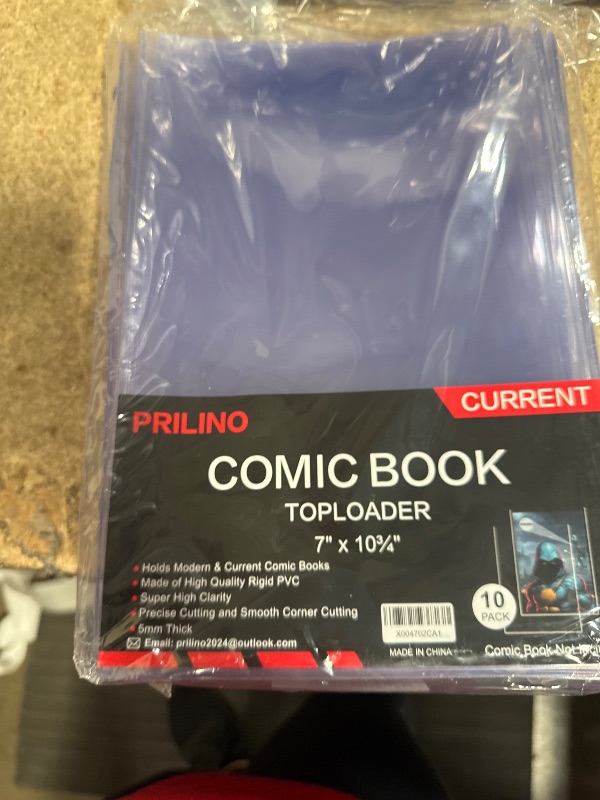 CURRENT
PRILINO
COMIC BOOK
TOPLOADER
7" x 10¾"
• Holds Modern & Current Comic Books
• Made of High Quality Rigid PVC
• Super High Clarity
• Precise Cutting and Smooth Corner Cutting
• 5mm Thick
Email: prilino2024@outlook.com
10
PACK
X004702CA1...
MADE IN CHINA
Comic Book Not